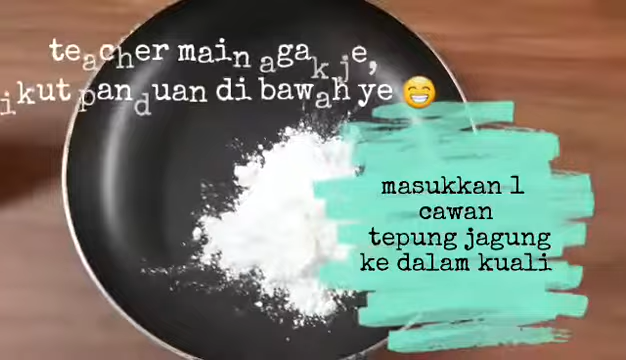 teacher main agak je,
ikut panduan di bawah ye 😁
masukkan 1
cawan
tepung jagung
ke dalam kuali